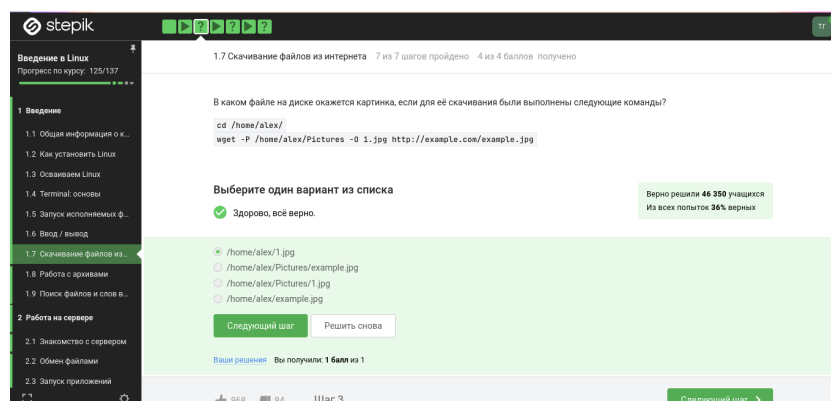 stepik
ТГ
Введение в Linux
Прогресс по курсу: 125/137
1.7 Скачивание файлов из интернета 7 из 7 шагов пройдено 4 из 4 баллов получено
1 Введение
1.1 Общая информация о к...
1.2 Как установить Linux
1.3 Осваиваем Linux
1.4 Terminal: основы
1.5 Запуск исполняемых ф...
1.6 Ввод / вывод
1.7 Скачивание файлов из...
1.8 Работа с архивами
1.9 Поиск файлов и слов в...
2 Работа на сервере
2.1 Знакомство с сервером
2.2 Обмен файлами
2.3 Запуск приложений
В каком файле на диске окажется картинка, если для её скачивания были выполнены следующие команды?
cd /home/alex/
wget -P /home/alex/Pictures -O 1.jpg http://example.com/example.jpg
Выберите один вариант из списка
Здорово, всё верно.
Верно решили 46 350 учащихся
Из всех попыток 36% верных
/home/alex/1.jpg
/home/alex/Pictures/example.jpg
/home/alex/Pictures/1.jpg
/home/alex/example.jpg
Следующий шаг
Решить снова
Ваши решения Вы получили: 1 балл из 1
968 84 Шаг 3
Следующий шаг